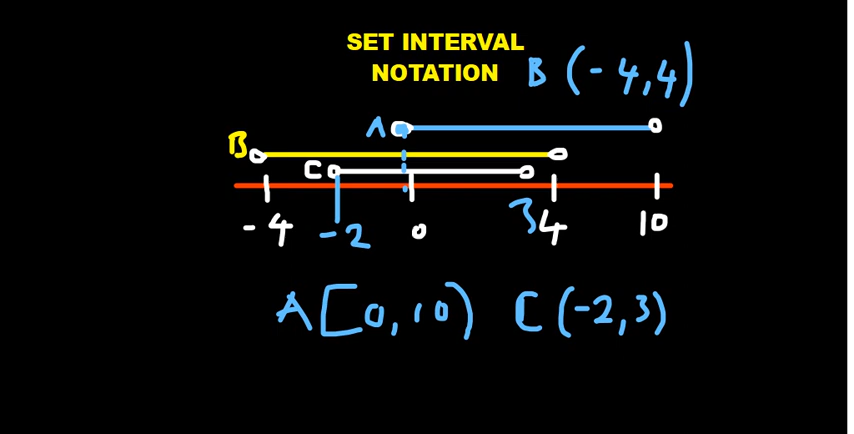 SET INTERVAL
NOTATION
B (-4,4)
A
B
C
-4 -2 0 3 4 10
A [0,10) C (-2,3)